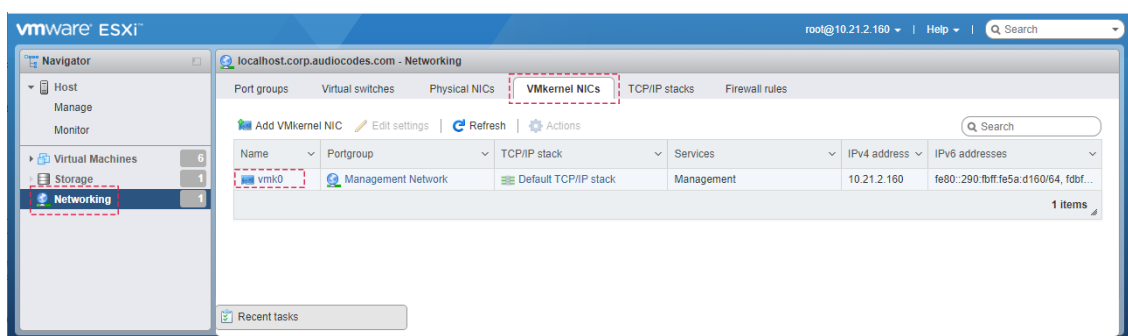 vmware ESXi™
root@10.21.2.160 | Help | Search
Navigator
Host
Manage
Monitor
Virtual Machines 6
Storage 1
Networking 1
localhost.corp.audiocodes.com - Networking
Port groups Virtual switches Physical NICs VMkernel NICs TCP/IP stacks Firewall rules
Add VMkernel NIC Edit settings | Refresh | Actions Search
Name Portgroup TCP/IP stack Services IPv4 address IPv6 addresses
vmk0 Management Network Default TCP/IP stack Management 10.21.2.160 fe80::290:fbff:fe5a:d160/64, fdbf...
1 items
Recent tasks